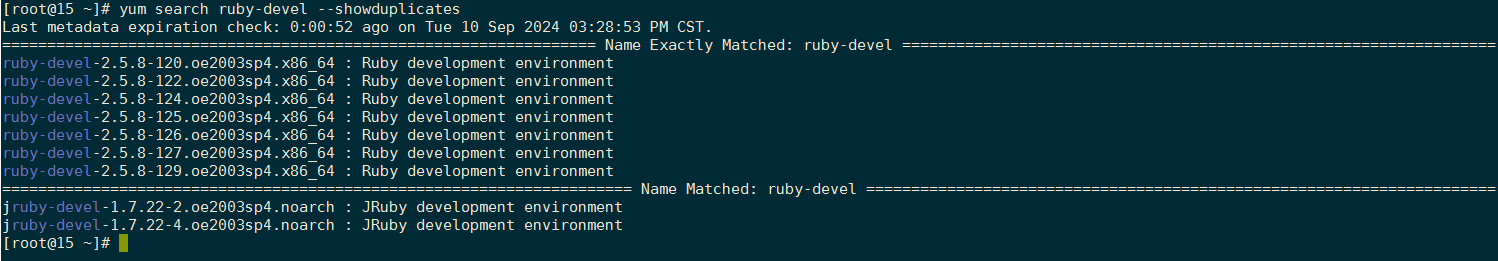 [root@15 ~]# yum search ruby-devel --showduplicates
Last metadata expiration check: 0:00:52 ago on Tue 10 Sep 2024 03:28:53 PM CST.
================================================================== Name Exactly Matched: ruby-devel ==================================================================
ruby-devel-2.5.8-120.oe2003sp4.x86_64 : Ruby development environment
ruby-devel-2.5.8-122.oe2003sp4.x86_64 : Ruby development environment
ruby-devel-2.5.8-124.oe2003sp4.x86_64 : Ruby development environment
ruby-devel-2.5.8-125.oe2003sp4.x86_64 : Ruby development environment
ruby-devel-2.5.8-126.oe2003sp4.x86_64 : Ruby development environment
ruby-devel-2.5.8-127.oe2003sp4.x86_64 : Ruby development environment
ruby-devel-2.5.8-129.oe2003sp4.x86_64 : Ruby development environment
====================================================================== Name Matched: ruby-devel ======================================================================
jruby-devel-1.7.22-2.oe2003sp4.noarch : JRuby development environment
jruby-devel-1.7.22-4.oe2003sp4.noarch : JRuby development environment
[root@15 ~]#